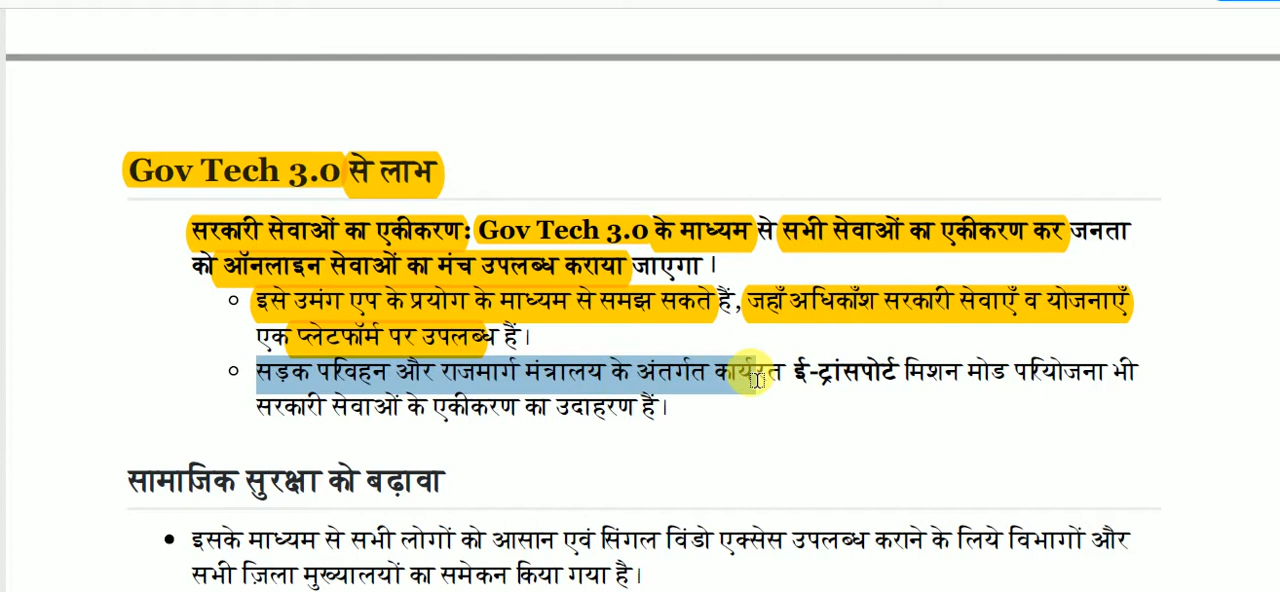 Gov Tech 3.0 से लाभ
सरकारी सेवाओं का एकीकरण: Gov Tech 3.0 के माध्यम से सभी सेवाओं का एकीकरण कर जनता
को ऑनलाइन सेवाओं का मंच उपलब्ध कराया जाएगा ।
इसे उमंग एप के प्रयोग के माध्यम से समझ सकते हैं, जहाँ अधिकाँश सरकारी सेवाएँ व योजनाएँ
एक प्लेटफॉर्म पर उपलब्ध हैं।
सड़क परिवहन और राजमार्ग मंत्रालय के अंतर्गत कार्यरत ई-ट्रांसपोर्ट मिशन मोड परियोजना भी
सरकारी सेवाओं के एकीकरण का उदाहरण हैं।
सामाजिक सुरक्षा को बढ़ावा
इसके माध्यम से सभी लोगों को आसान एवं सिंगल विंडो एक्सेस उपलब्ध कराने के लिये विभागों और
सभी ज़िला मुख्यालयों का समेकन किया गया है।